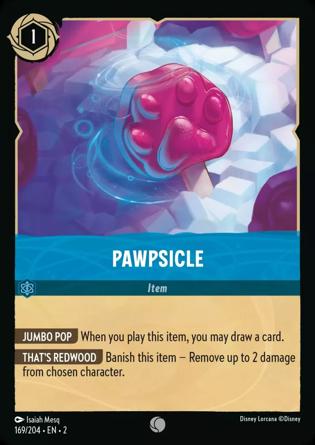 1
PAWPSICLE
Item
JUMBO POP When you play this item, you may draw a card.
THAT'S REDWOOD Banish this item – Remove up to 2 damage
from chosen character.
Isaiah Mesq
Disney Lorcana ©Disney
169/204 • EN • 2